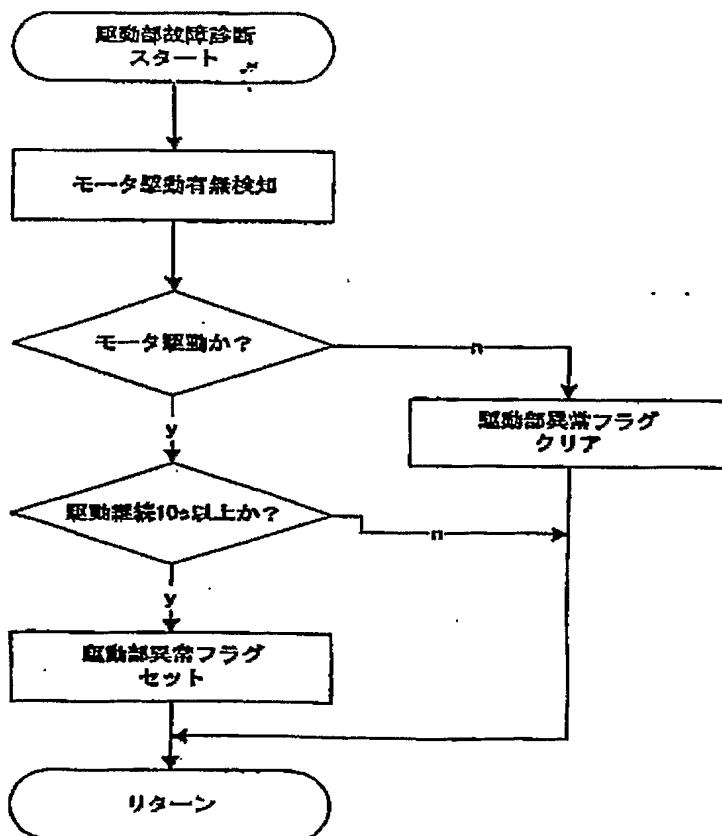 駆動部故障診断
スタート
モータ駆動有無検知
モータ駆動か？
n
駆動部異常フラグ
クリア
y
駆動継続10s以上か？
n
y
駆動部異常フラグ
セット
リターン